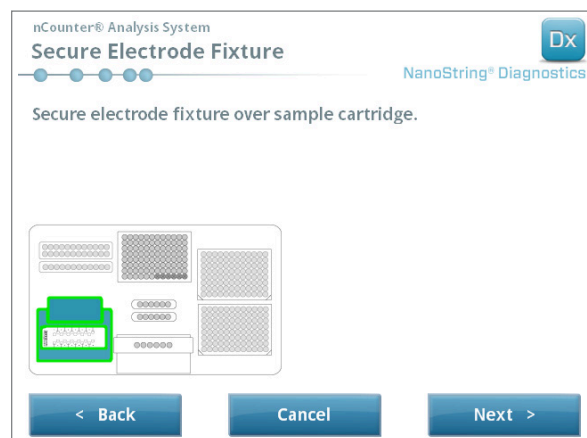 nCounter® Analysis System
Secure Electrode Fixture
Dx
NanoString® Diagnostics
Secure electrode fixture over sample cartridge.
< Back
Cancel
Next >